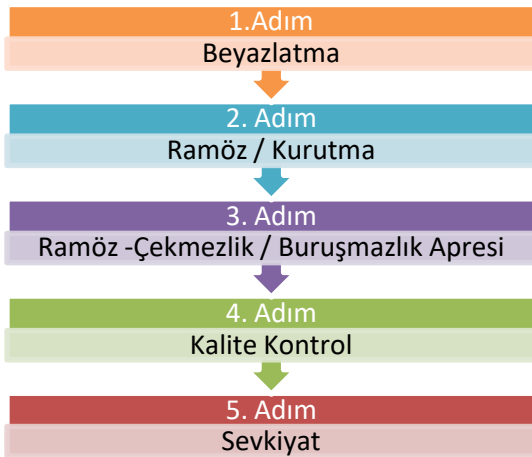 1.Adım
Beyazlatma
2. Adım
Ramöz / Kurutma
3. Adım
Ramöz -Çekmezlik / Buruşmazlık Apresi
4. Adım
Kalite Kontrol
5. Adım
Sevkiyat